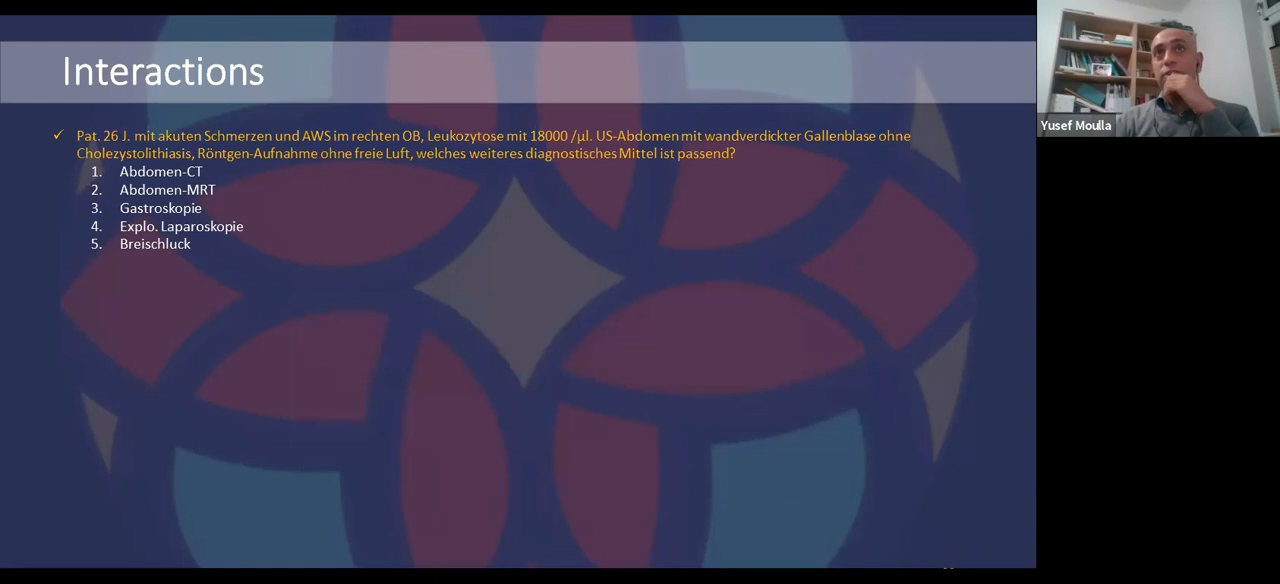 Interactions
✓ Pat. 26 J. mit akuten Schmerzen und AWS im rechten OB, Leukozytose mit 18000 /µl. US-Abdomen mit wandverdickter Gallenblase ohne
Cholezystolithiasis, Röntgen-Aufnahme ohne freie Luft, welches weiteres diagnostisches Mittel ist passend?
1. Abdomen-CT
2. Abdomen-MRT
3. Gastroskopie
4. Explo. Laparoskopie
5. Breischluck
Yusef Moulla